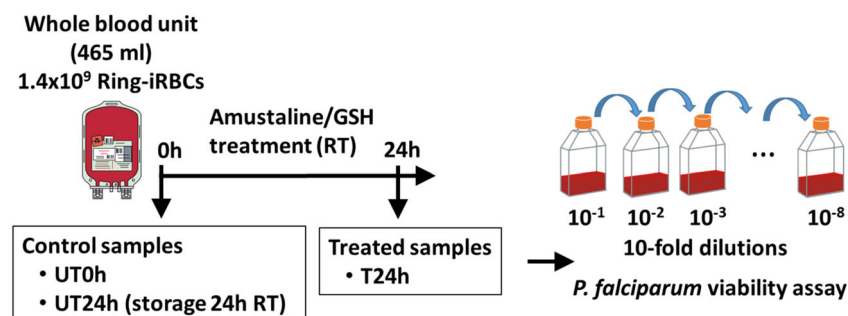 Whole blood unit
(465 ml)
1.4x10⁹ Ring-iRBCs
0h
Amustaline/GSH
treatment (RT)
24h
Control samples
• UT0h
• UT24h (storage 24h RT)
Treated samples
• T24h
...
10⁻¹ 10⁻² 10⁻³ 10⁻⁸
10-fold dilutions
P. falciparum viability assay